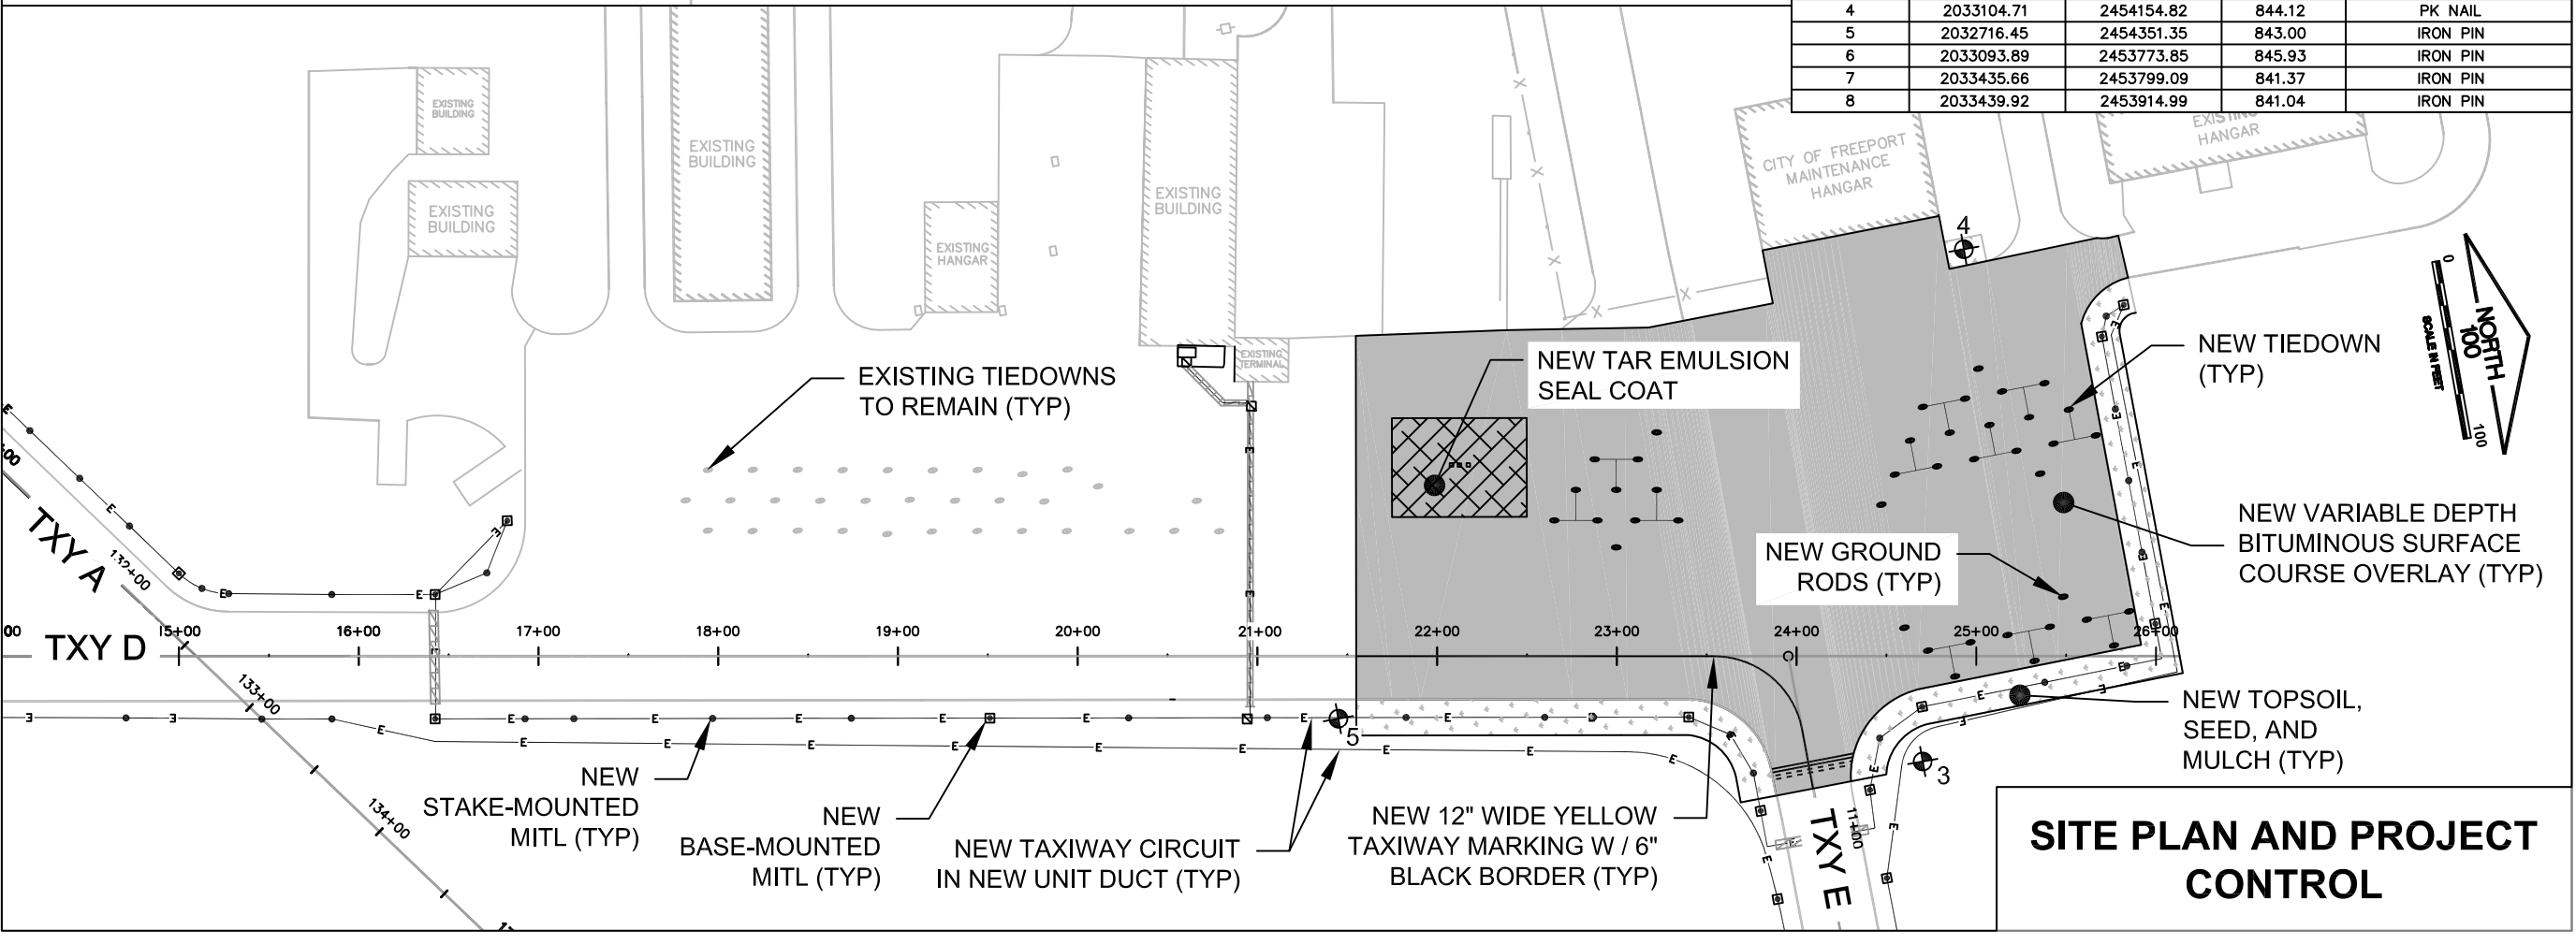 4 2033104.71 2454154.82 844.12 PK NAIL
5 2032716.45 2454351.35 843.00 IRON PIN
6 2033093.89 2453773.85 845.93 IRON PIN
7 2033435.66 2453799.09 841.37 IRON PIN
8 2033439.92 2453914.99 841.04 IRON PIN
EXISTING
BUILDING
EXISTING
BUILDING
EXISTING
BUILDING
EXISTING
HANGAR
EXISTING
BUILDING
EXISTING
TERMINAL
CITY OF FREEPORT
MAINTENANCE
HANGAR
EXISTING
HANGAR
4
0
NORTH
100
SCALE IN FEET
100
EXISTING TIEDOWNS
TO REMAIN (TYP)
NEW TAR EMULSION
SEAL COAT
NEW TIEDOWN
(TYP)
NEW VARIABLE DEPTH
BITUMINOUS SURFACE
COURSE OVERLAY (TYP)
NEW GROUND
RODS (TYP)
TXY A
132+00
133+00
134+00
00
TXY D
15+00 16+00 17+00 18+00 19+00 20+00 21+00 22+00 23+00 24+00 25+00 26+00
5
3
NEW
STAKE-MOUNTED
MITL (TYP)
NEW
BASE-MOUNTED
MITL (TYP)
NEW TAXIWAY CIRCUIT
IN NEW UNIT DUCT (TYP)
NEW 12" WIDE YELLOW
TAXIWAY MARKING W / 6"
BLACK BORDER (TYP)
TXY E
11+00
NEW TOPSOIL,
SEED, AND
MULCH (TYP)
SITE PLAN AND PROJECT
CONTROL